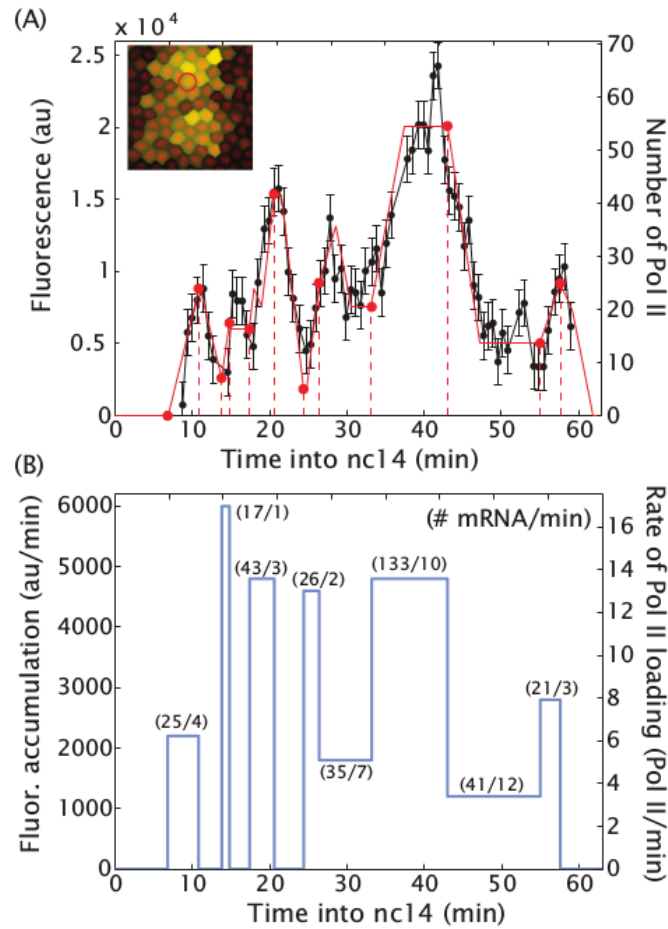 (A)
x 10⁴
2.5
2
1.5
1
0.5
0
Fluorescence (au)
70
60
50
40
30
20
10
0
Number of Pol II
0 10 20 30 40 50 60
Time into nc14 (min)
(B)
6000
5000
4000
3000
2000
1000
0
Fluor. accumulation (au/min)
(# mRNA/min)
(17/1)
(43/3)
(26/2)
(133/10)
(25/4)
(35/7)
(41/12)
(21/3)
16
14
12
10
8
6
4
2
0
Rate of Pol II
loading (Pol II/min)
0 10 20 30 40 50 60
Time into nc14 (min)